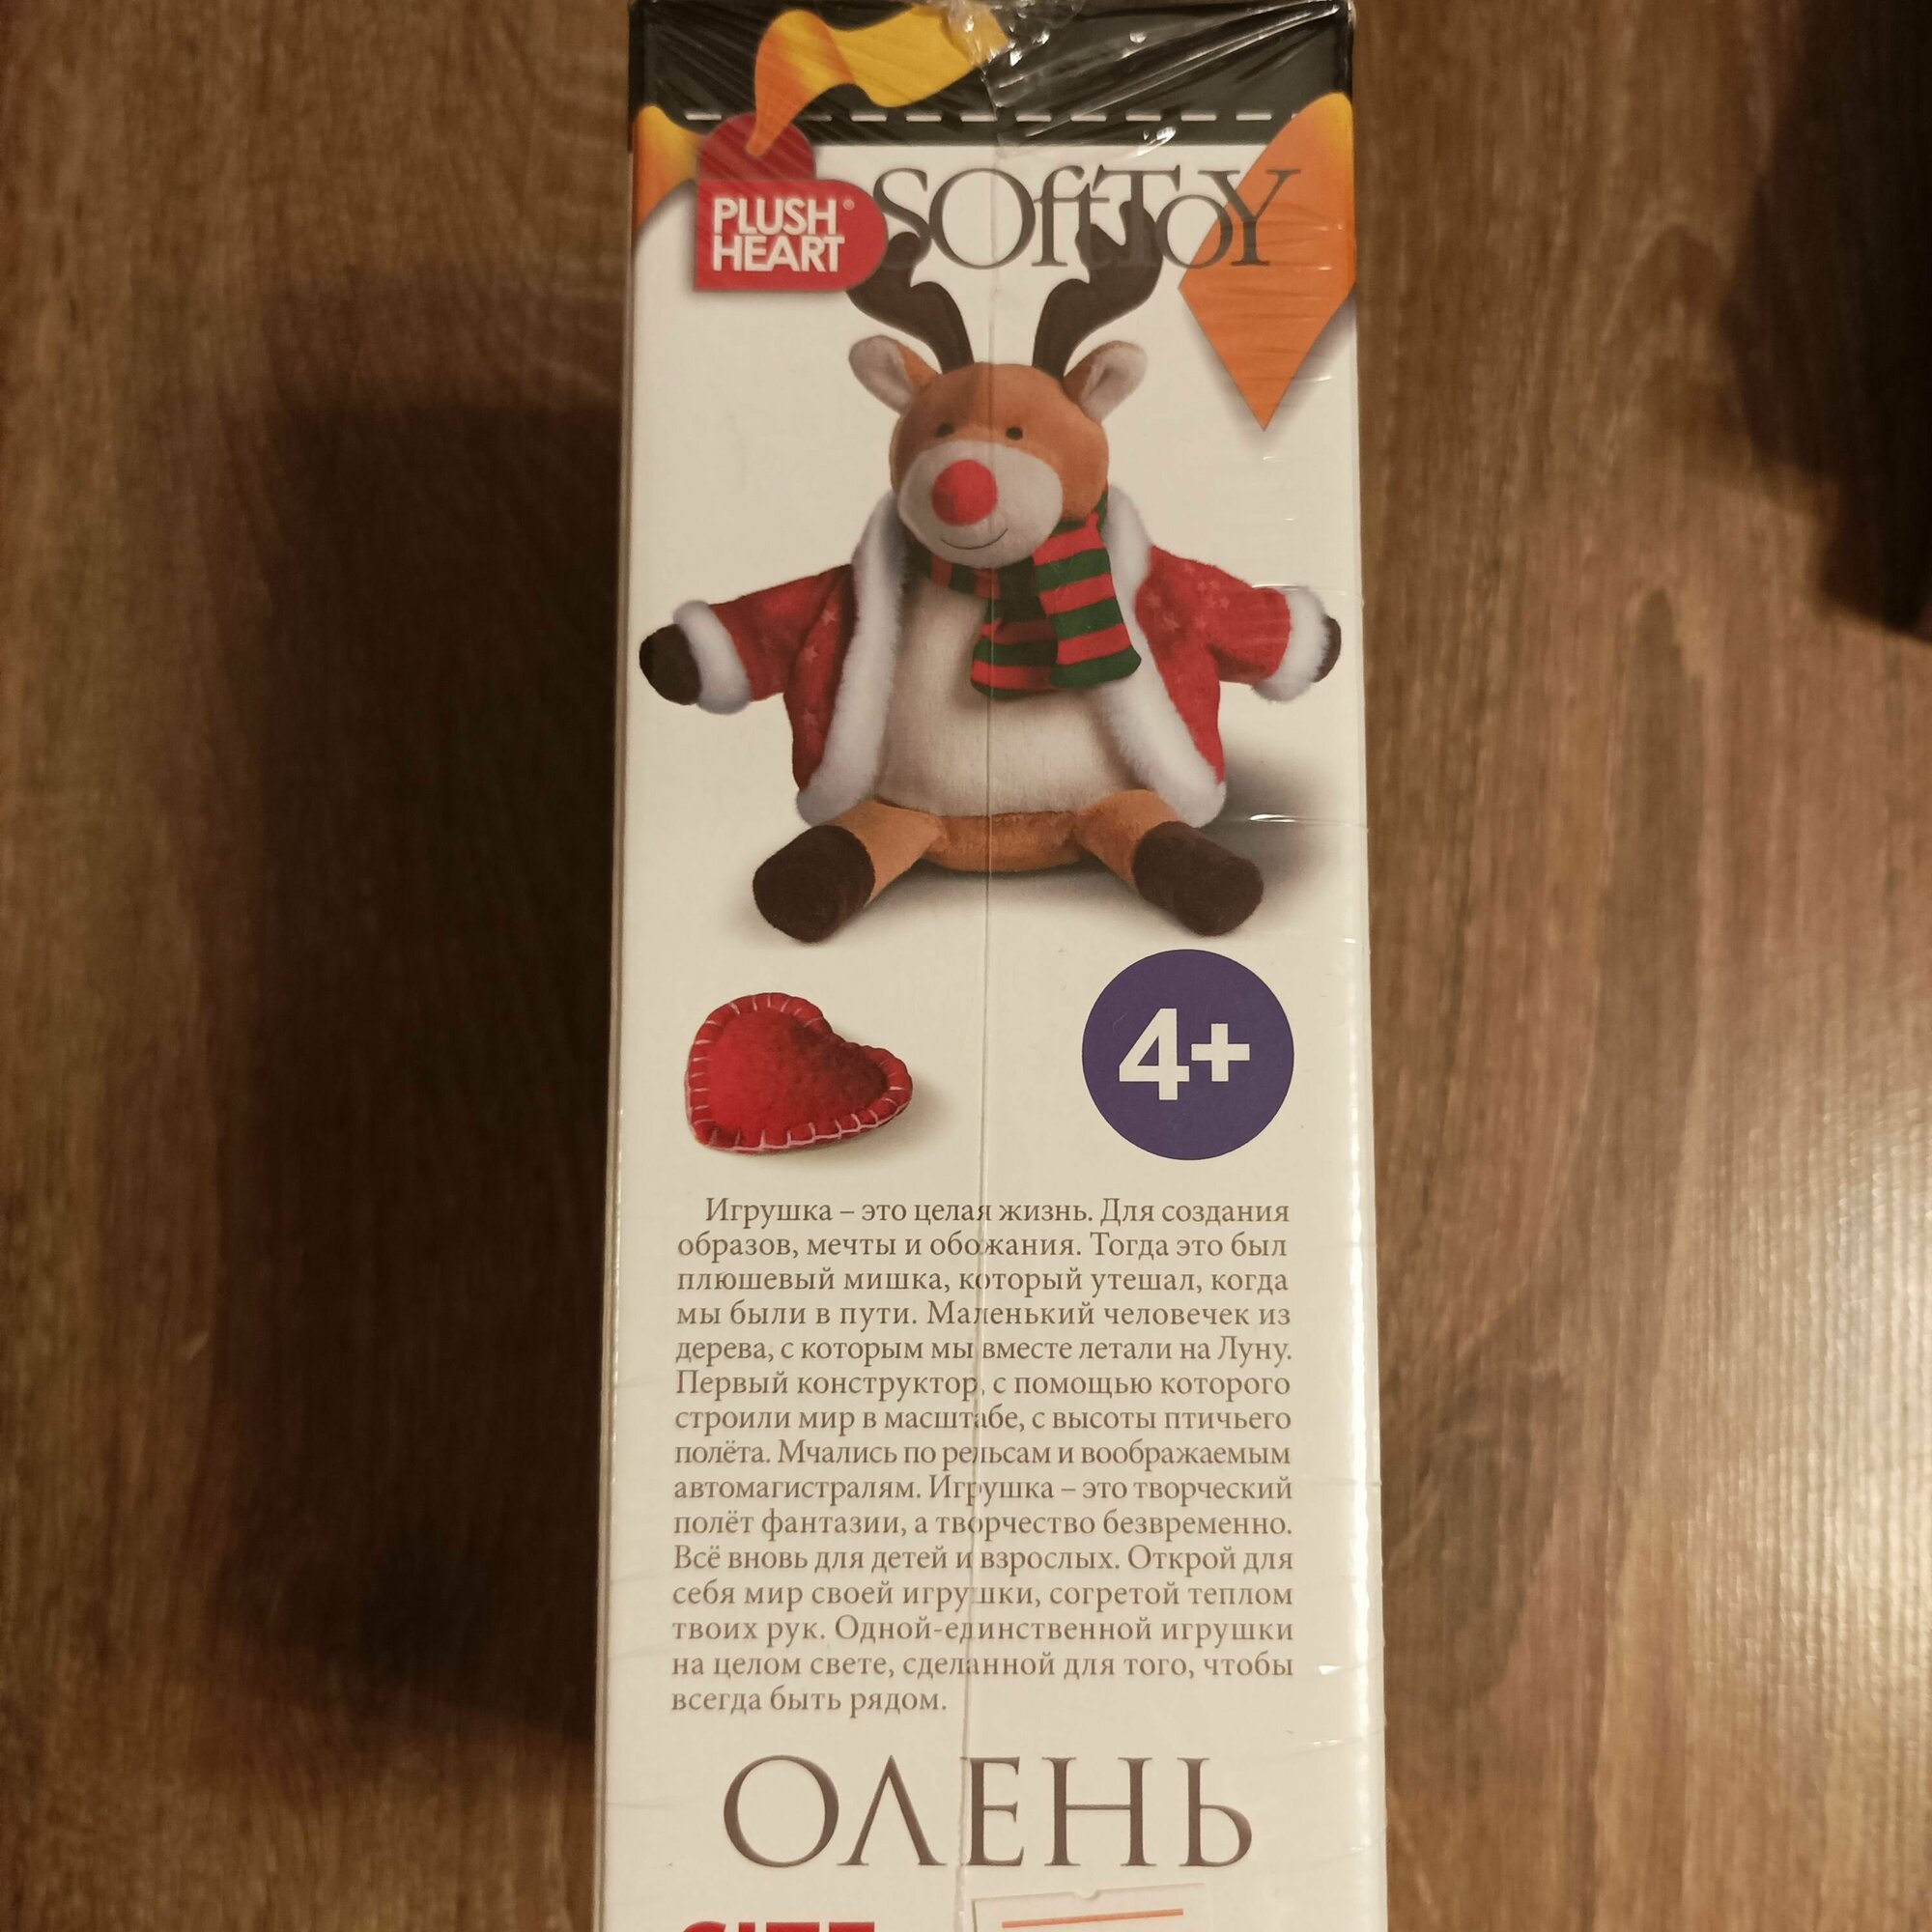 PLUSH®
HEART
SOftToY
4+
Игрушка – это целая жизнь. Для создания
образов, мечты и обожания. Тогда это был
плюшевый мишка, который утешал, когда
мы были в пути. Маленький человечек из
дерева, с которым мы вместе летали на Луну.
Первый конструктор, с помощью которого
строили мир в масштабе, с высоты птичьего
полёта. Мчались по рельсам и воображаемым
автомагистралям. Игрушка – это творческий
полёт фантазии, а творчество безвременно.
Всё вновь для детей и взрослых. Открой для
себя мир своей игрушки, согретой теплом
твоих рук. Одной-единственной игрушки
на целом свете, сделанной для того, чтобы
всегда быть рядом.
ОЛЕНЬ